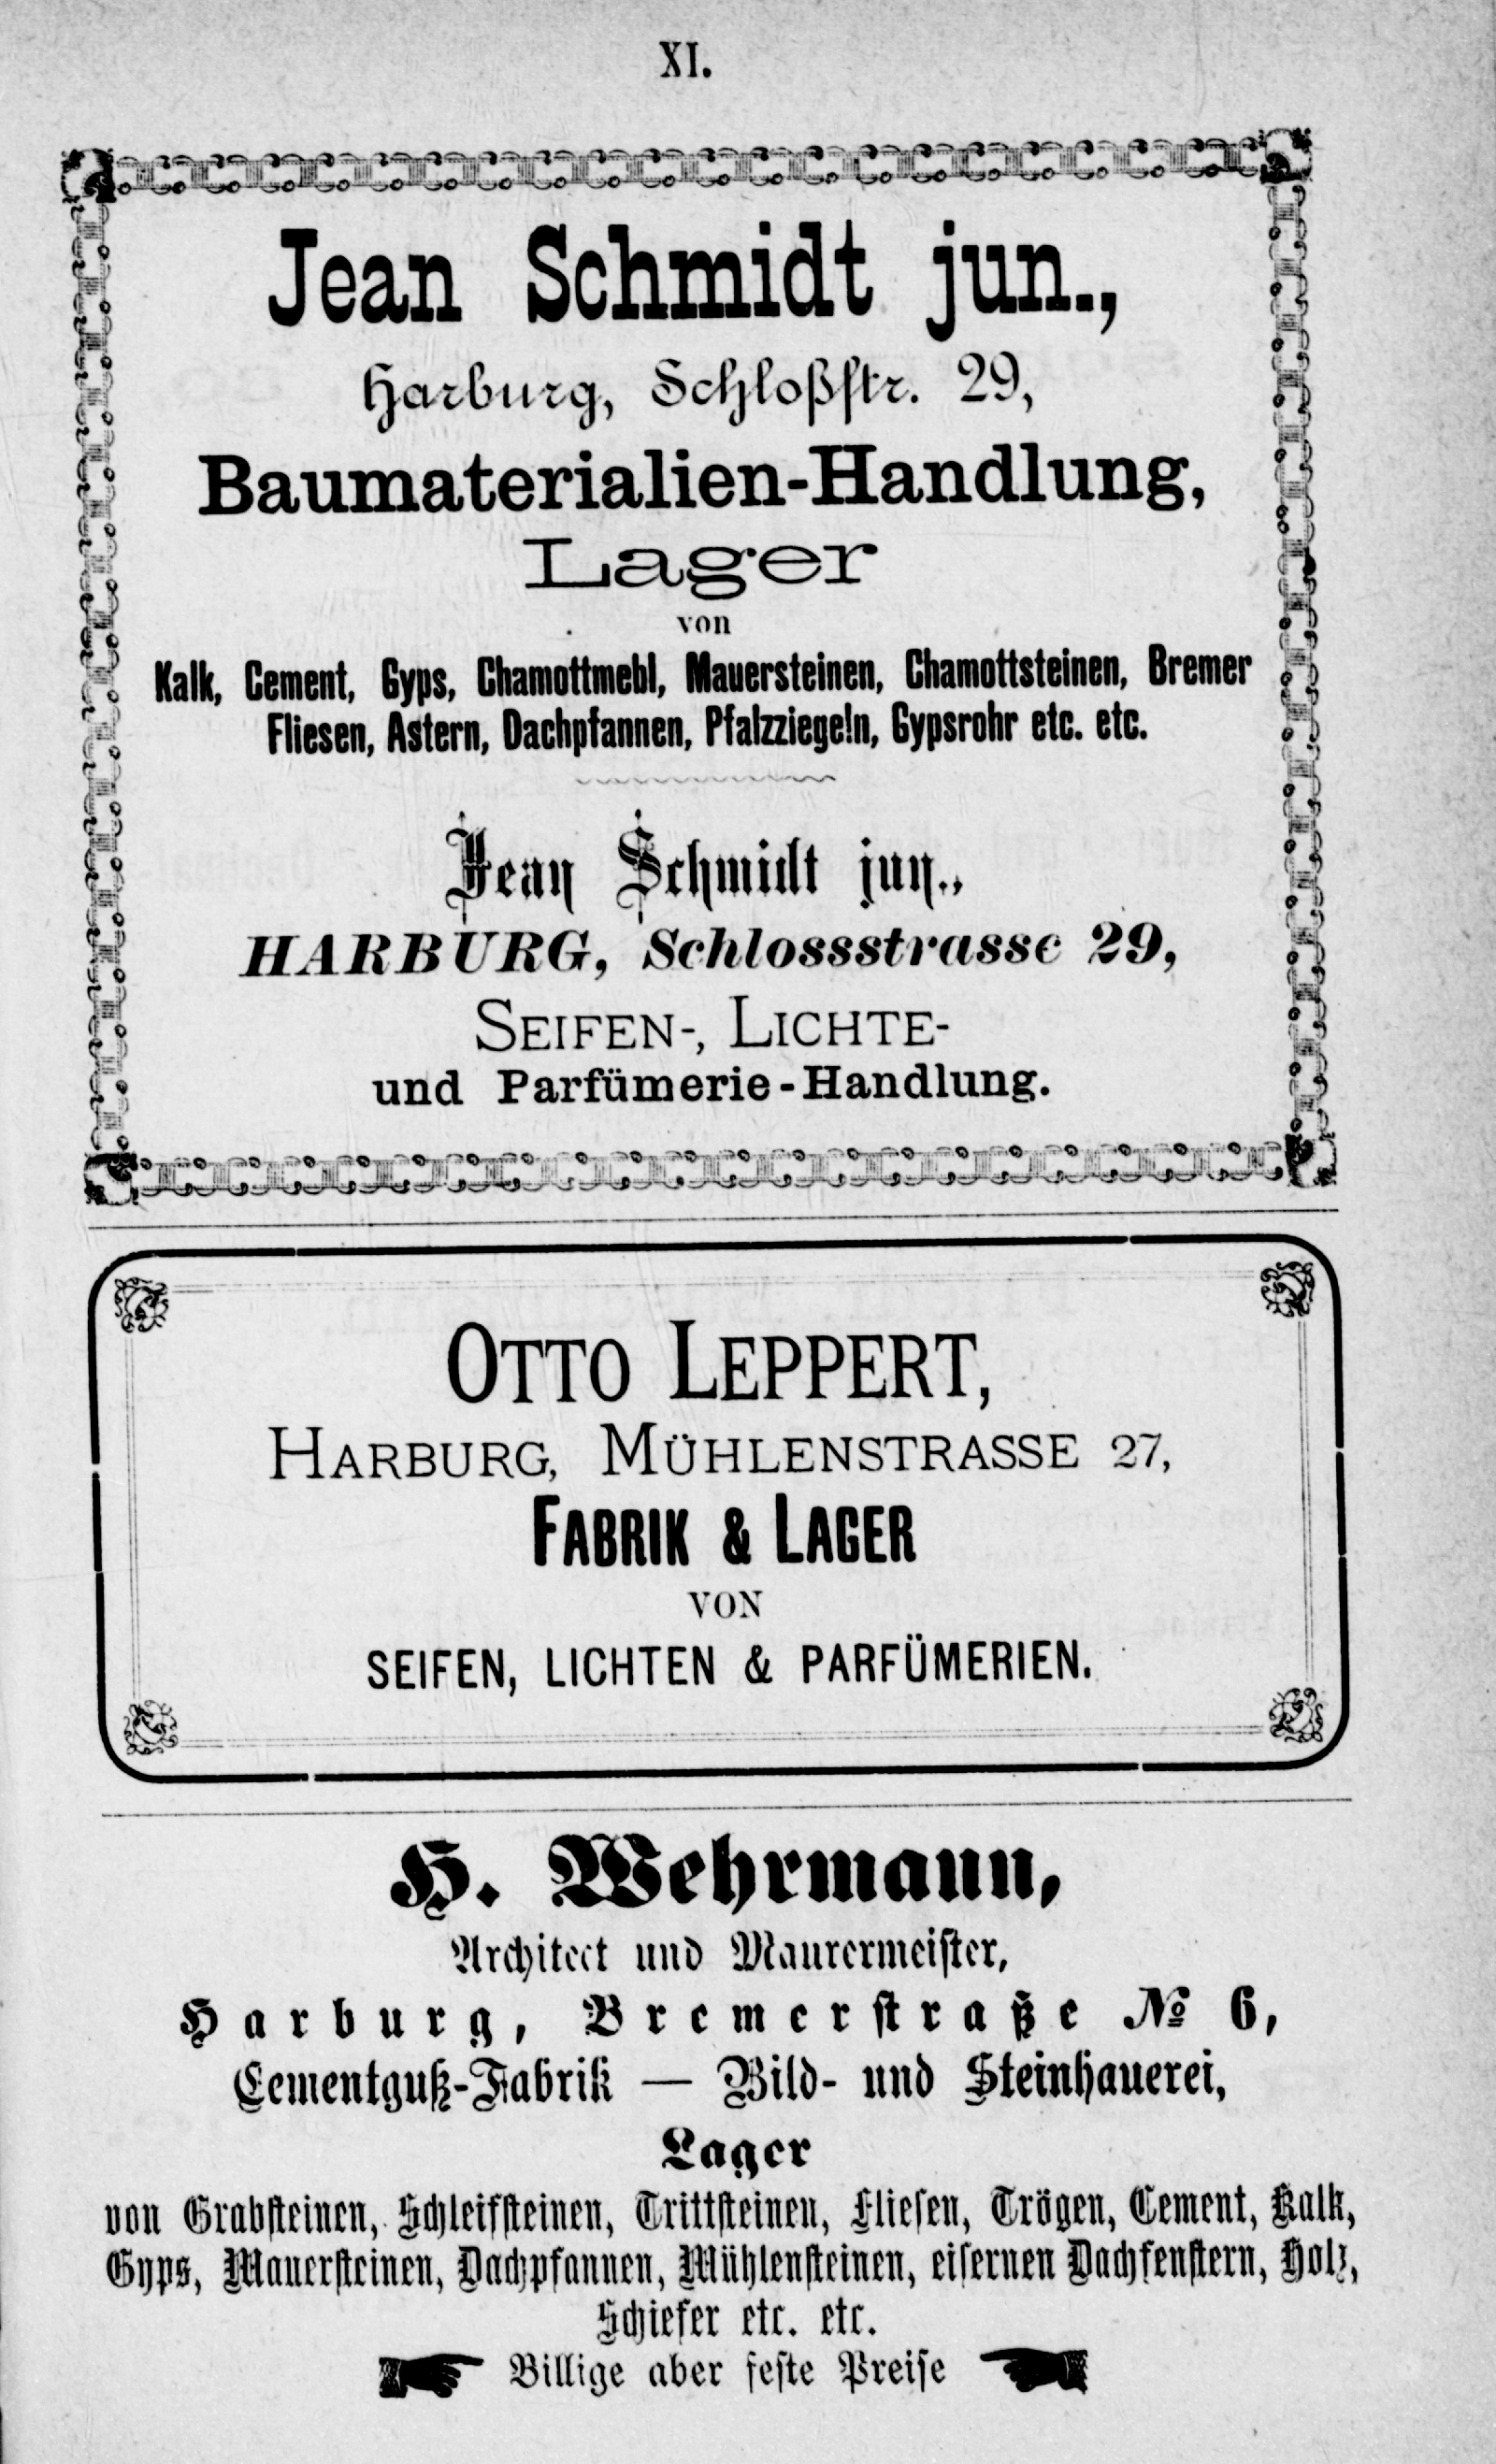 XI.
Jean Schmidt jun.,
Harburg, Schloßstr. 29,
Baumaterialien-Handlung,
Lager
von
Kalk, Cement, Gyps, Chamottmehl, Mauersteinen, Chamottsteinen, Bremer
Fliesen, Astern, Dachpfannen, Pfalzziegeln, Gypsrohr etc. etc.
Jean Schmidt jun.,
HARBURG, Schlossstrasse 29,
SEIFEN-, LICHTE-
und Parfümerie-Handlung.
OTTO LEPPERT,
HARBURG, MÜHLENSTRASSE 27,
FABRIK & LAGER
VON
SEIFEN, LICHTEN & PARFÜMERIEN.
H. Wehrmann,
Architect und Maurermeister,
Harburg, Bremerstraße № 6,
Cementguß-Fabrik — Bild- und Steinhauerei,
Lager
von Grabsteinen, Schleifsteinen, Trittsteinen, Fliesen, Trögen, Cement, Kalk,
Gyps, Mauersteinen, Dachpfannen, Mühlensteinen, eisernen Dachfenstern, Holz,
Schiefer etc. etc.
Billige aber feste Preise